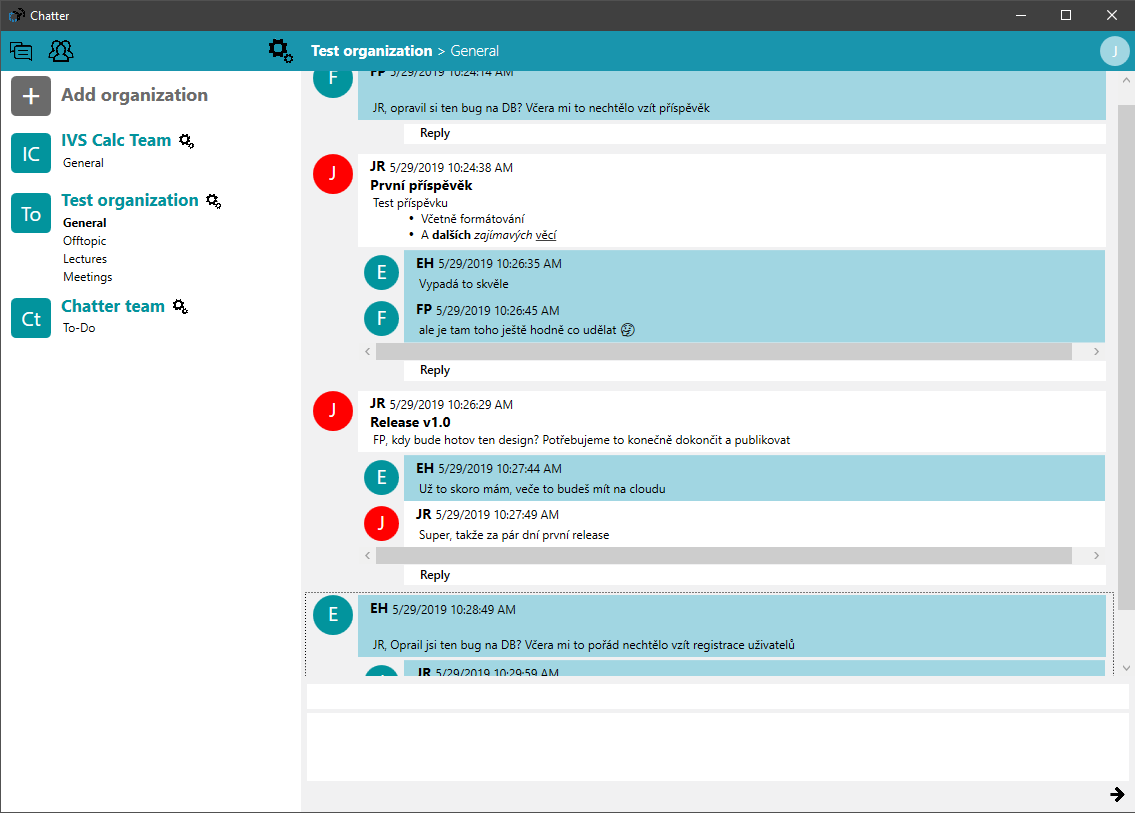 Chatter
Test organization > General
J
Add organization
IC
IVS Calc Team
General
To
Test organization
General
Offtopic
Lectures
Meetings
Ct
Chatter team
To-Do
F
FP 5/29/2019 10:24:14 AM
JR, opravil si ten bug na DB? Včera mi to nechtělo vzít příspěvěk
Reply
J
JR 5/29/2019 10:24:38 AM
První příspěvěk
Test příspěvku
• Včetně formátování
• A dalších zajímavých věcí
E
EH 5/29/2019 10:26:35 AM
Vypadá to skvěle
F
FP 5/29/2019 10:26:45 AM
ale je tam toho ještě hodně co udělat
Reply
J
JR 5/29/2019 10:26:29 AM
Release v1.0
FP, kdy bude hotov ten design? Potřebujeme to konečně dokončit a publikovat
E
EH 5/29/2019 10:27:44 AM
Už to skoro mám, veče to budeš mít na cloudu
J
JR 5/29/2019 10:27:49 AM
Super, takže za pár dní první release
Reply
E
EH 5/29/2019 10:28:49 AM
JR, Oprail jsi ten bug na DB? Včera mi to pořád nechtělo vzít registrace uživatelů
JR 5/29/2019 10:29:59 AM